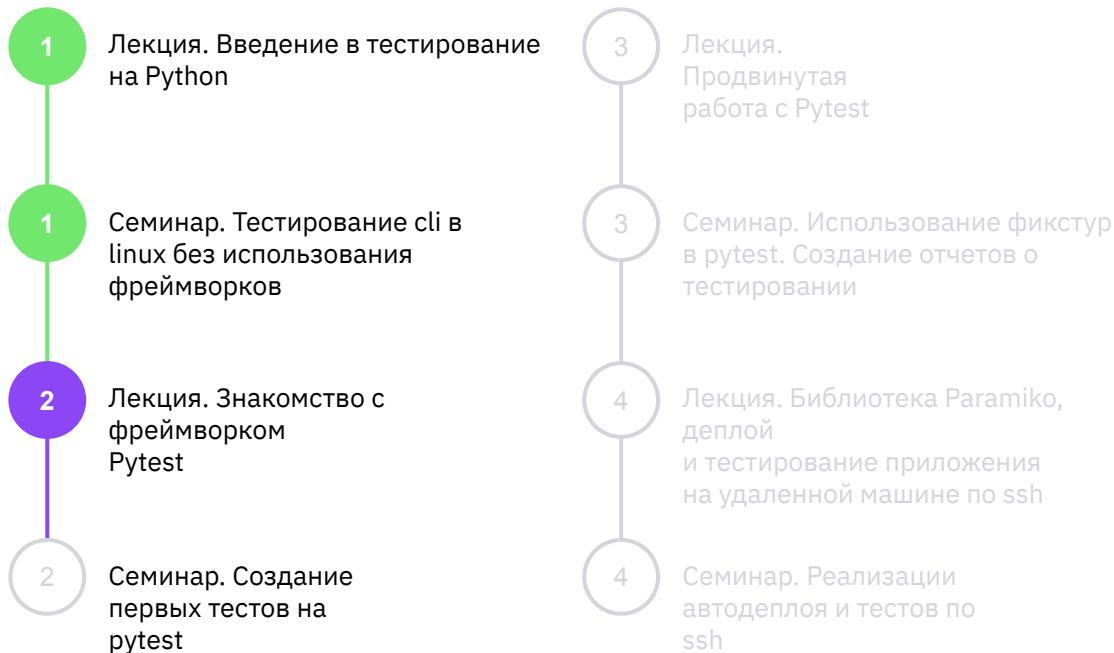 1
Лекция. Введение в тестирование
на Python
1
Семинар. Тестирование cli в
linux без использования
фреймворков
2
Лекция. Знакомство с
фреймворком
Pytest
2
Семинар. Создание
первых тестов на
pytest
3
Лекция.
Продвинутая
работа с Pytest
3
Семинар. Использование фикстур
в pytest. Создание отчетов о
тестировании
4
Лекция. Библиотека Paramiko,
деплой
и тестирование приложения
на удаленной машине по ssh
4
Семинар. Реализации
автодеплоя и тестов по
ssh